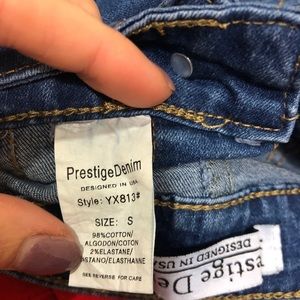 PrestigeDenim
DESIGNED IN USA
Style: YX813#
SIZE: S
98%COTTON/
ALGODON/COTON
2%ELASTANE/
STANO/ELASTHANNE
SEE REVERSE FOR CARE
estige De
DESIGNED IN USA